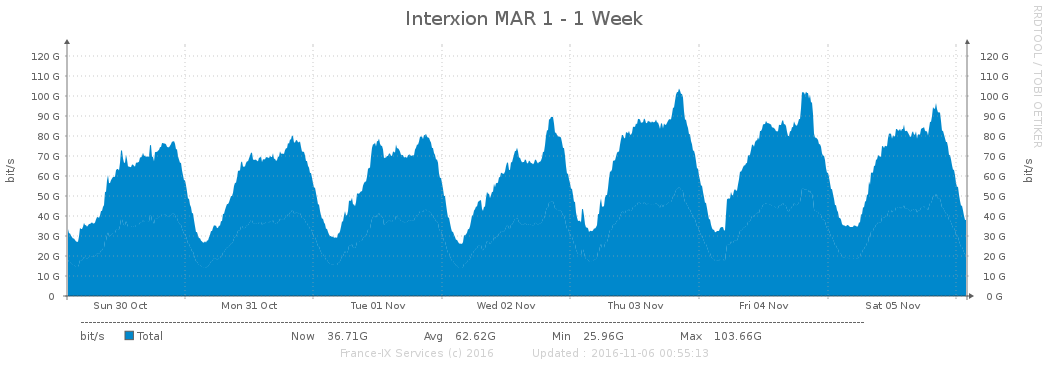 Interxion MAR 1 - 1 Week
RRDTOOL / TOBI OETIKER
bit/s
bit/s
120 G 120 G
110 G 110 G
100 G 100 G
90 G 90 G
80 G 80 G
70 G 70 G
60 G 60 G
50 G 50 G
40 G 40 G
30 G 30 G
20 G 20 G
10 G 10 G
0 0 G
Sun 30 Oct Mon 31 Oct Tue 01 Nov Wed 02 Nov Thu 03 Nov Fri 04 Nov Sat 05 Nov
bit/s Total Now 36.71G Avg 62.62G Min 25.96G Max 103.66G
France-IX Services (c) 2016 Updated : 2016-11-06 00:55:13